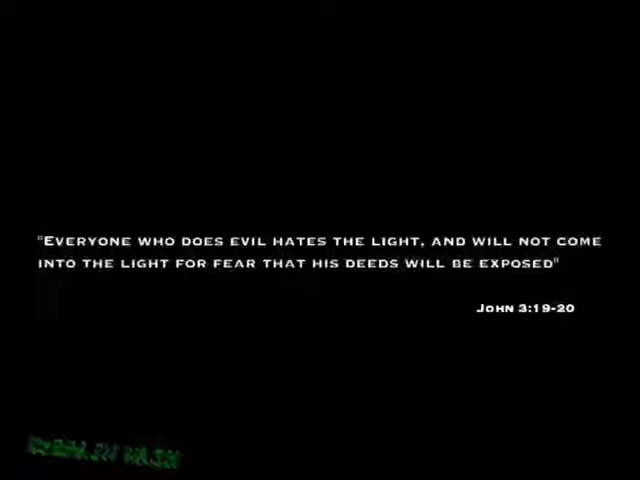 "Everyone who does evil hates the light, and will not come
into the light for fear that his deeds will be exposed"
John 3:19-20